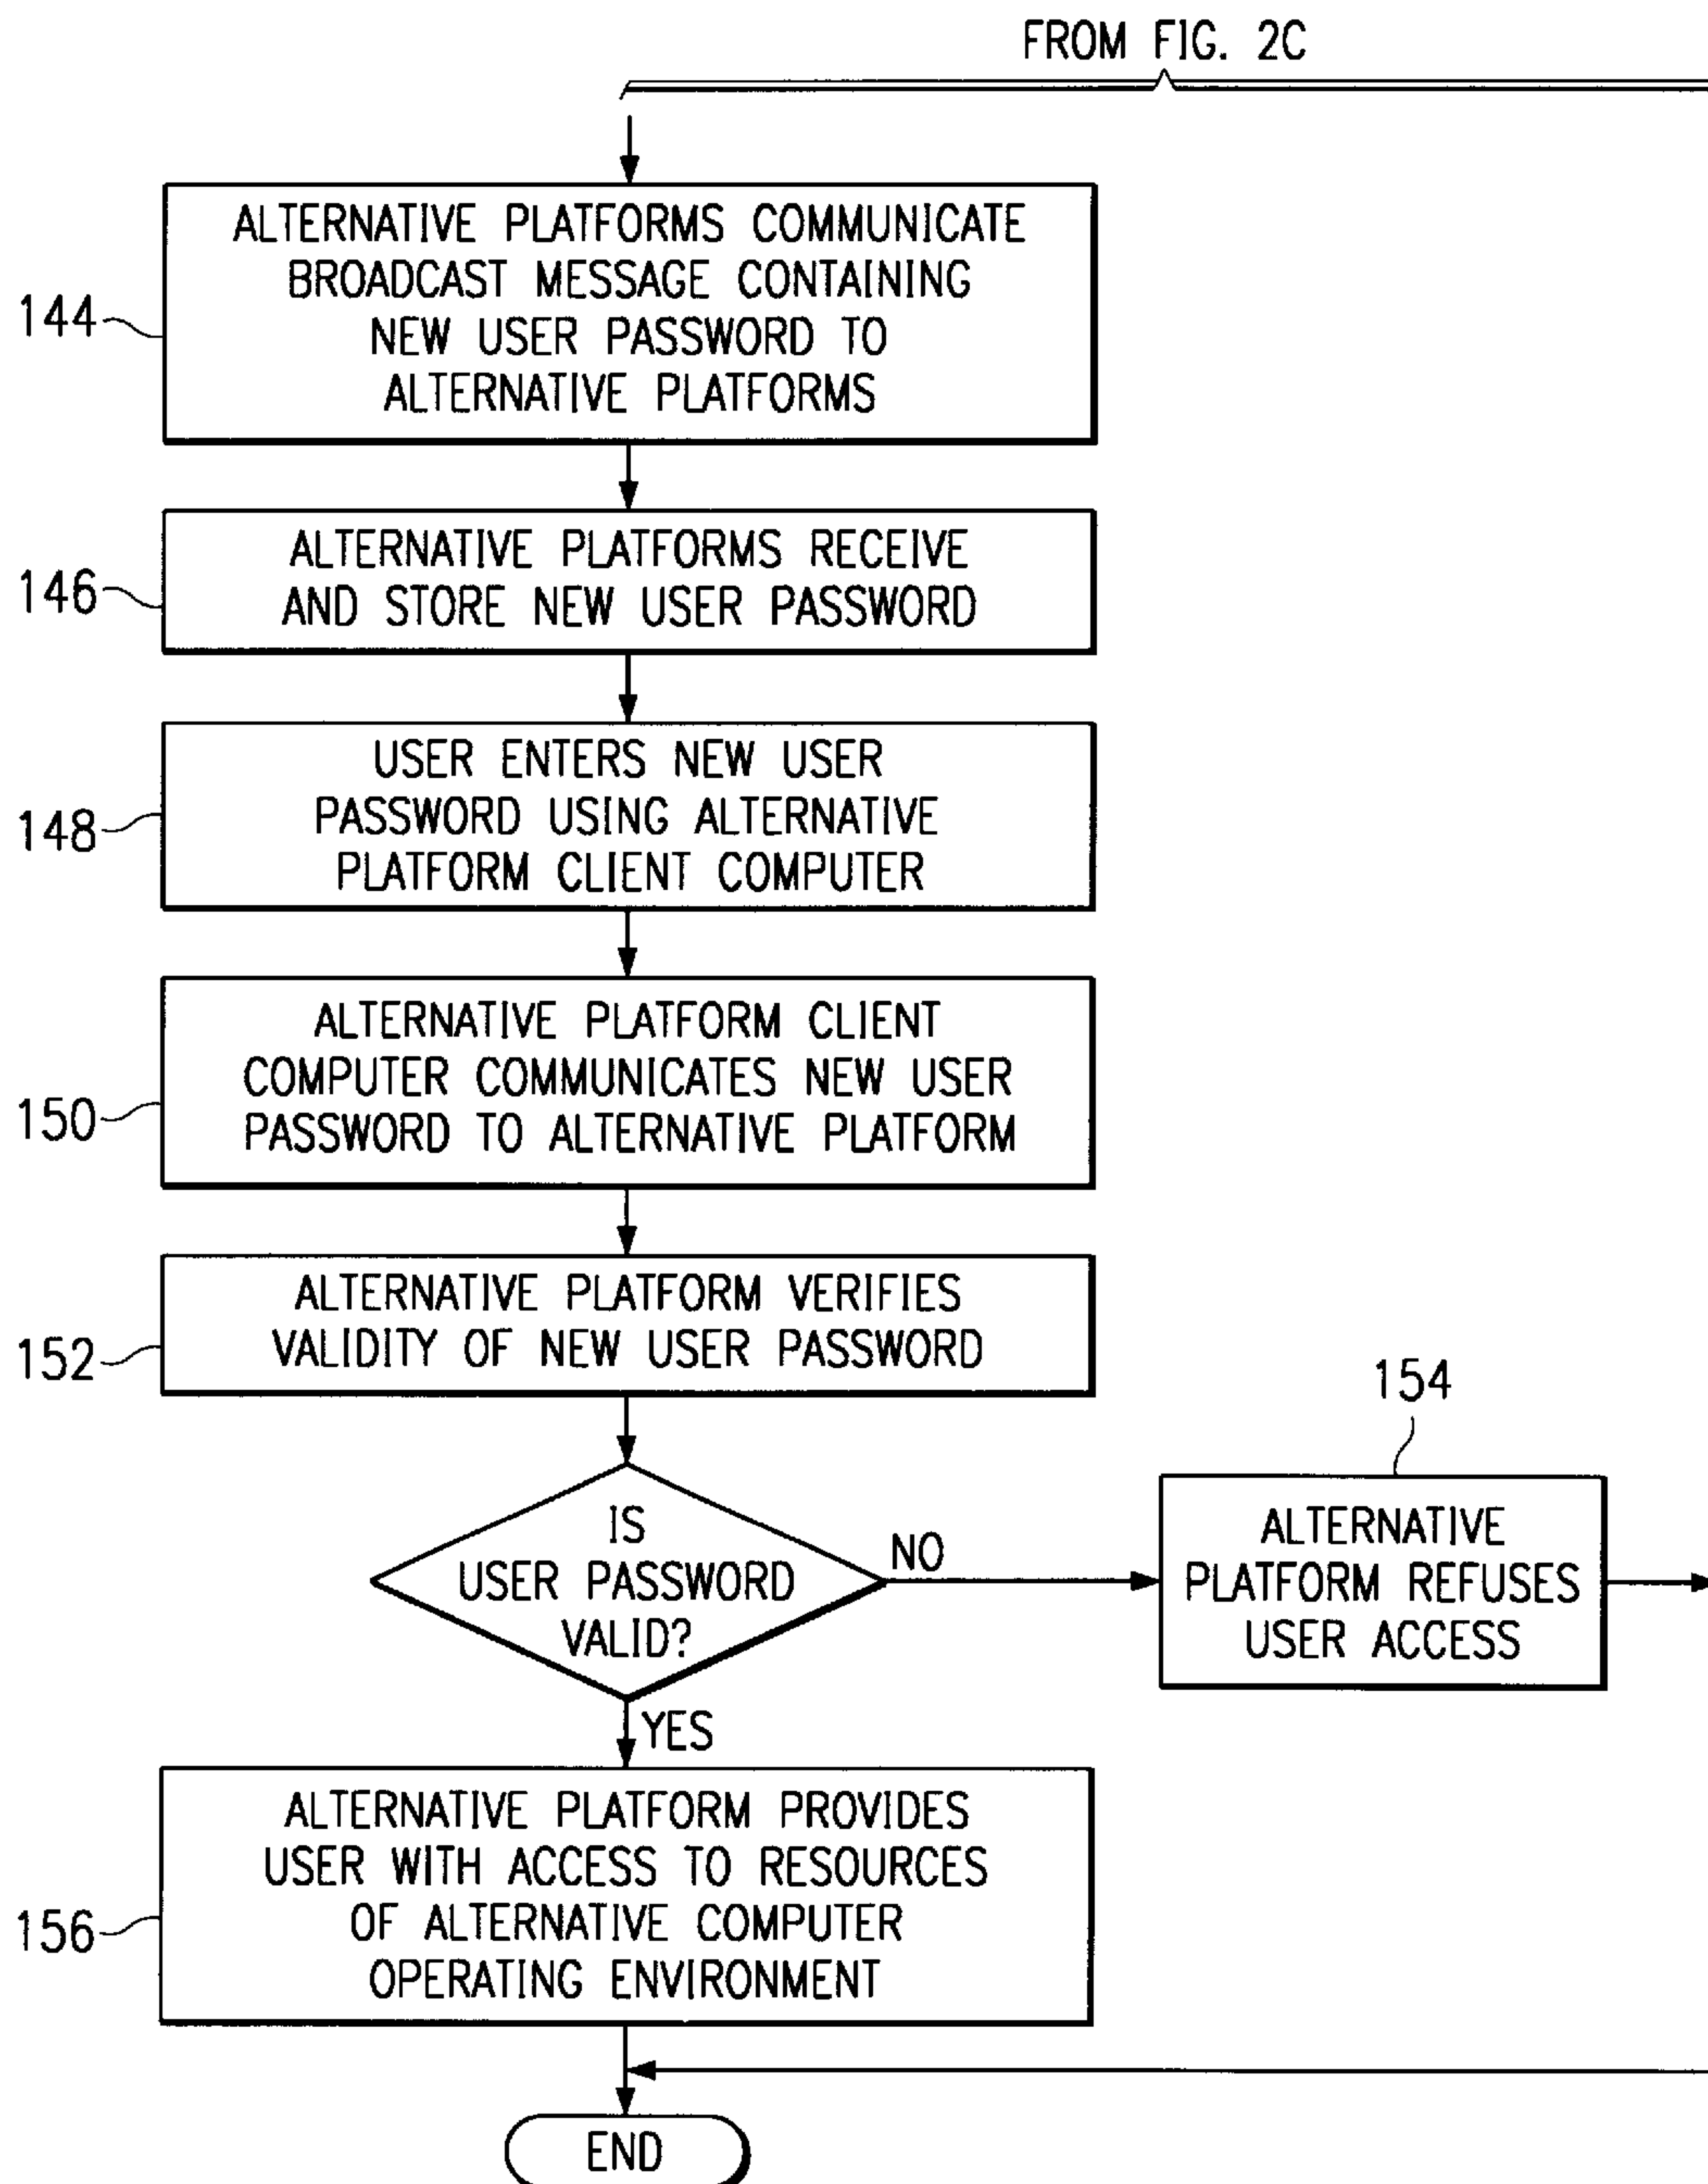 FROM FIG. 2C
144
ALTERNATIVE PLATFORMS COMMUNICATE
BROADCAST MESSAGE CONTAINING
NEW USER PASSWORD TO
ALTERNATIVE PLATFORMS
146
ALTERNATIVE PLATFORMS RECEIVE
AND STORE NEW USER PASSWORD
148
USER ENTERS NEW USER
PASSWORD USING ALTERNATIVE
PLATFORM CLIENT COMPUTER
150
ALTERNATIVE PLATFORM CLIENT
COMPUTER COMMUNICATES NEW USER
PASSWORD TO ALTERNATIVE PLATFORM
152
ALTERNATIVE PLATFORM VERIFIES
VALIDITY OF NEW USER PASSWORD
IS
USER PASSWORD
VALID?
NO
154
ALTERNATIVE
PLATFORM REFUSES
USER ACCESS
YES
156
ALTERNATIVE PLATFORM PROVIDES
USER WITH ACCESS TO RESOURCES
OF ALTERNATIVE COMPUTER
OPERATING ENVIRONMENT
END